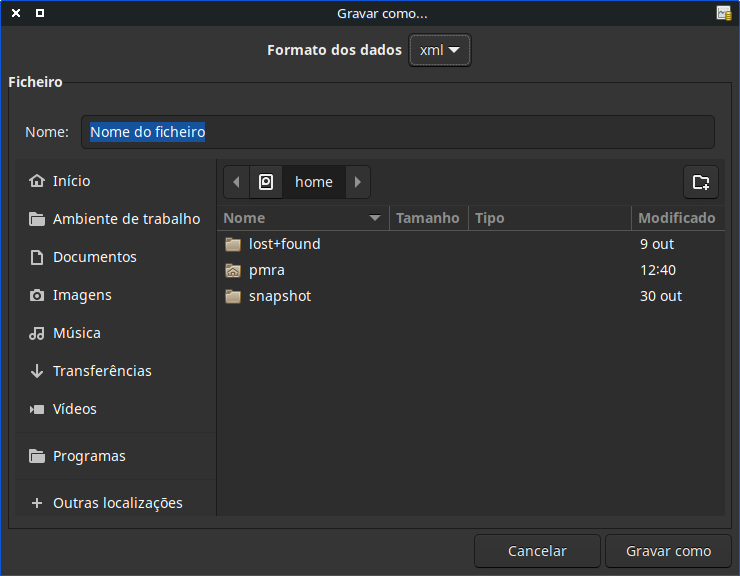 Gravar como...
Formato dos dados xml
Ficheiro
Nome: Nome do ficheiro
Início
Ambiente de trabalho
Documentos
Imagens
Música
Transferências
Vídeos
Programas
Outras localizações
home
Nome Tamanho Tipo Modificado
lost+found 9 out
pmra 12:40
snapshot 30 out
Cancelar Gravar como